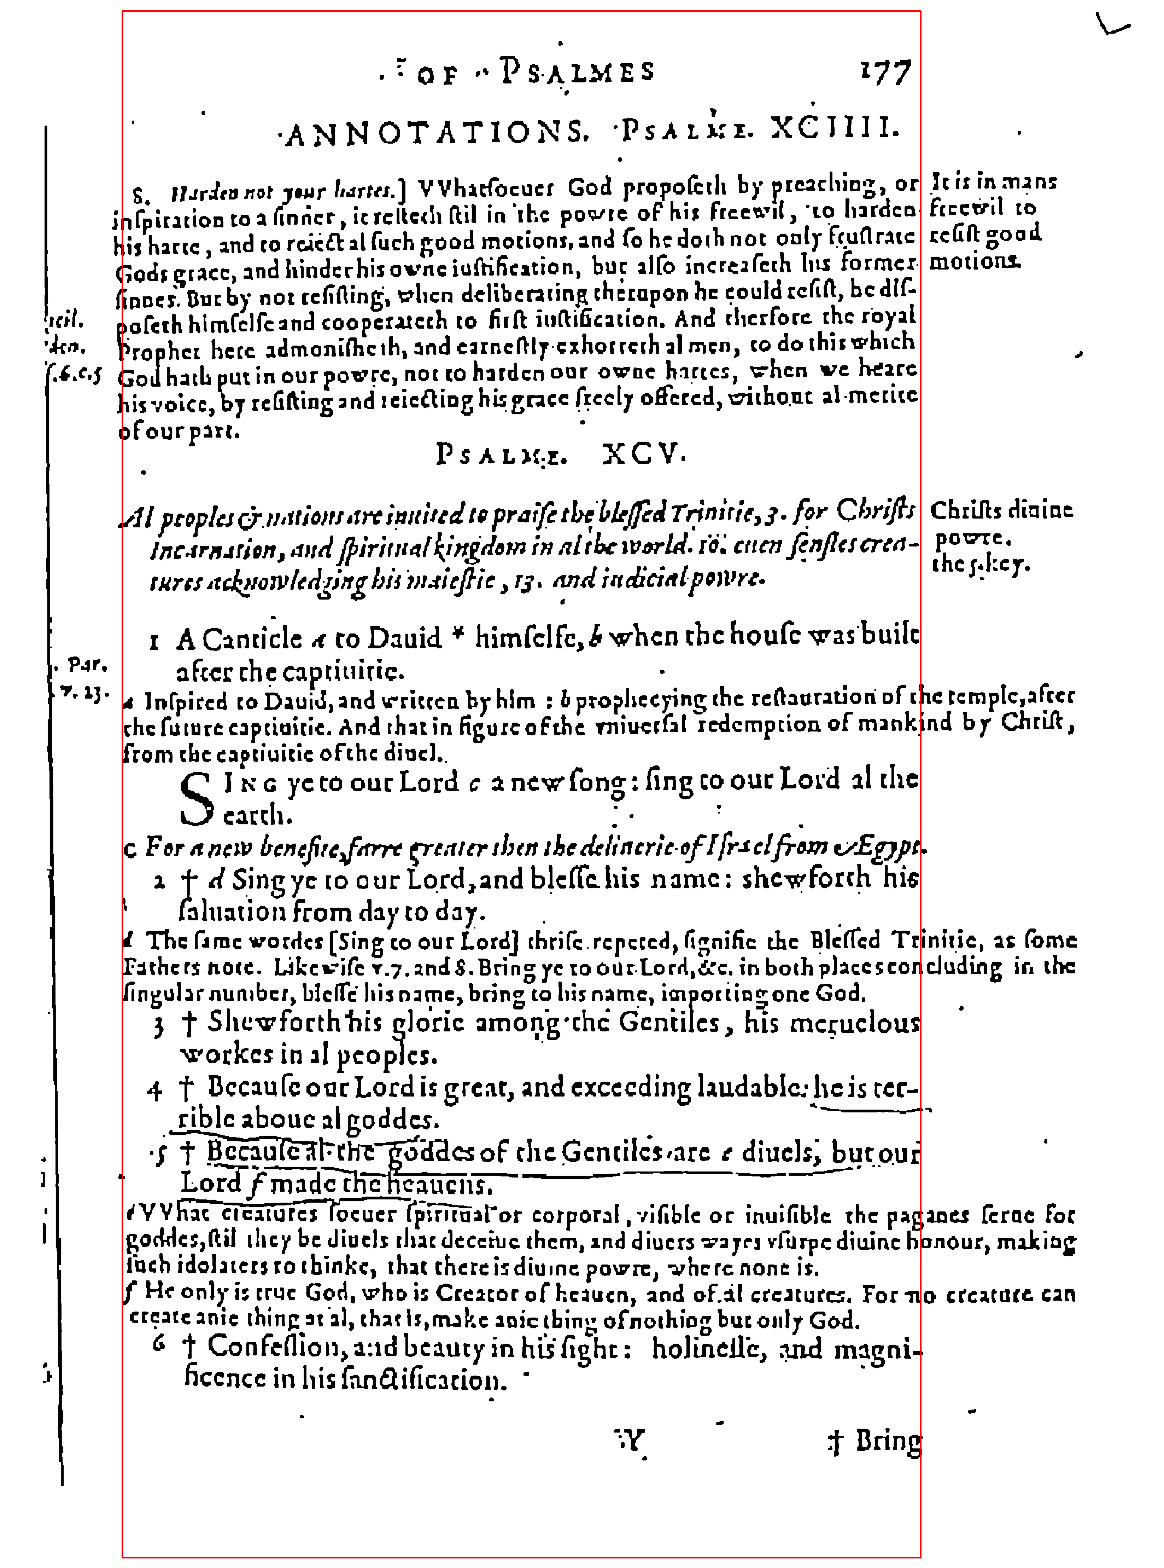 OF PSALMES 177
ANNOTATIONS. PSALME. XCIIII.
8. Harden not your hartes.] VVhatſoeuer God propoſeth by preaching, or
inſpiration to a ſinner, it reſteth ſtil in the powre of his freewil, to harden
his harte, and to reiect al ſuch good motions, and ſo he doth not only fruſtrate
Gods grace, and hinder his owne iuſtification, but alſo increaſeth his former
ſinnes. But by not reſiſting, when deliberating therupon he could reſiſt, he diſ-
poſeth himſelfe and cooperateth to firſt iuſtification. And therfore the royal
Prophet here admoniſheth, and earneſtly exhorteth al men, to do this which
God hath put in our powre, not to harden our owne hartes, when we heare
his voice, by reſiſting and reiecting his grace freely offered, without al merite
of our part.
It is in mans
freewil to
reſiſt good
motions.
PSALME. XCV.
Al peoples & nations are inuited to praiſe the bleſſed Trinitie, 3. for Chriſts
Incarnation, and ſpiritual kingdom in al the world. 10. euen ſenſles crea-
tures acknowledging his maieſtie, 13. and iudicial powre.
Chriſts diuine
powre.
the 5. key.
1 A Canticle a to Dauid * himſelfe, b when the houſe was built
after the captiuitie.
Par.
7. 23.
a Inſpired to Dauid, and written by him : b prophecying the reſtauration of the temple, after
the future captiuitie. And that in figure of the vniuerſal redemption of mankind by Chriſt,
from the captiuitie of the diuel.
SING ye to our Lord c a new ſong: ſing to our Lord al the
earth.
c For a new benefite, farre greater then the deliuerie of Iſrael from Ægypt.
2 † d Sing ye to our Lord, and bleſſe his name: shew forth his
ſaluation from day to day.
d The ſame wordes [Sing to our Lord] thriſe repeted, ſignifie the Bleſſed Trinitie, as ſome
Fathers note. Likewiſe v. 7. and 8. Bring ye to our Lord, &c. in both places concluding in the
ſingular number, bleſſe his name, bring to his name, importing one God.
3 † Shew forth his glorie among the Gentiles, his meruelous
workes in al peoples.
4 † Becauſe our Lord is great, and exceeding laudable: he is ter-
rible aboue al goddes.
5 † Becauſe al the goddes of the Gentiles are e diuels, but our
Lord f made the heauens.
e VVhat creatures ſoeuer ſpiritual or corporal, viſible or inuiſible the paganes ſerue for
goddes, ſtil they be diuels that deceiue them, and diuers wayes vſurpe diuine honour, making
ſuch idolaters to thinke, that there is diuine powre, where none is.
f He only is true God, who is Creator of heauen, and of al creatures. For no creature can
create anie thing at al, that is, make anie thing of nothing but only God.
6 † Confeſſion, and beauty in his ſight: holineſſe, and magni-
ficence in his ſanctification.
Y † Bring